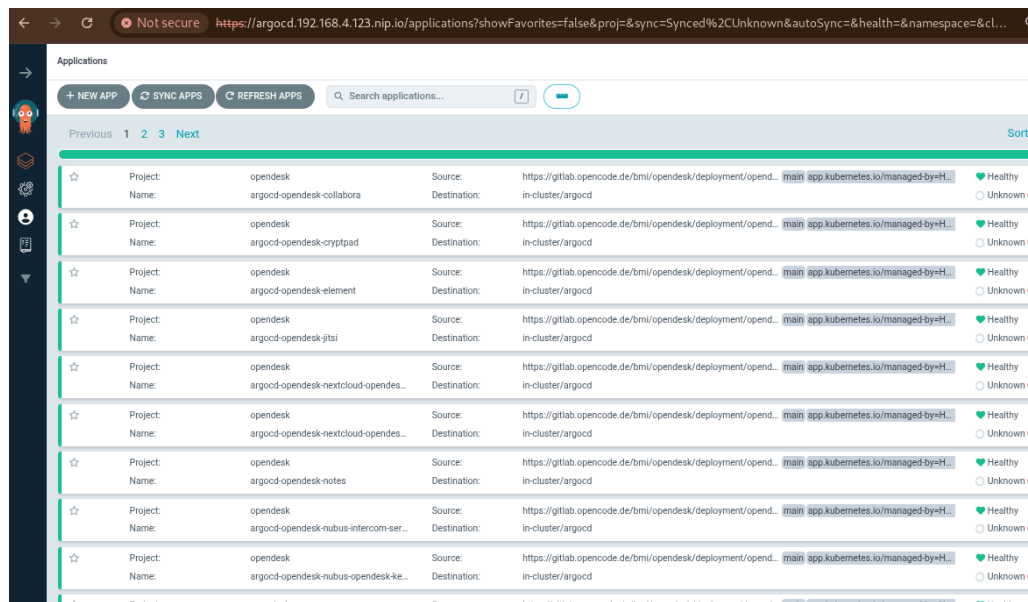 Not secure https://argocd.192.168.4.123.nip.io/applications?showFavorites=false&proj=&sync=Synced%2CUnknown&autoSync=&health=&namespace=&cl...
Applications
+ NEW APP SYNC APPS REFRESH APPS Search applications... /
Previous 1 2 3 Next Sort
Project: opendesk Source: https://gitlab.opencode.de/bmi/opendesk/deployment/opend... main app.kubernetes.io/managed-by=H... Healthy
Name: argocd-opendesk-collabora Destination: in-cluster/argocd Unknown
Project: opendesk Source: https://gitlab.opencode.de/bmi/opendesk/deployment/opend... main app.kubernetes.io/managed-by=H... Healthy
Name: argocd-opendesk-cryptpad Destination: in-cluster/argocd Unknown
Project: opendesk Source: https://gitlab.opencode.de/bmi/opendesk/deployment/opend... main app.kubernetes.io/managed-by=H... Healthy
Name: argocd-opendesk-element Destination: in-cluster/argocd Unknown
Project: opendesk Source: https://gitlab.opencode.de/bmi/opendesk/deployment/opend... main app.kubernetes.io/managed-by=H... Healthy
Name: argocd-opendesk-jitsi Destination: in-cluster/argocd Unknown
Project: opendesk Source: https://gitlab.opencode.de/bmi/opendesk/deployment/opend... main app.kubernetes.io/managed-by=H... Healthy
Name: argocd-opendesk-nextcloud-opendes... Destination: in-cluster/argocd Unknown
Project: opendesk Source: https://gitlab.opencode.de/bmi/opendesk/deployment/opend... main app.kubernetes.io/managed-by=H... Healthy
Name: argocd-opendesk-nextcloud-opendes... Destination: in-cluster/argocd Unknown
Project: opendesk Source: https://gitlab.opencode.de/bmi/opendesk/deployment/opend... main app.kubernetes.io/managed-by=H... Healthy
Name: argocd-opendesk-notes Destination: in-cluster/argocd Unknown
Project: opendesk Source: https://gitlab.opencode.de/bmi/opendesk/deployment/opend... main app.kubernetes.io/managed-by=H... Healthy
Name: argocd-opendesk-nubus-intercom-ser... Destination: in-cluster/argocd Unknown
Project: opendesk Source: https://gitlab.opencode.de/bmi/opendesk/deployment/opend... main app.kubernetes.io/managed-by=H... Healthy
Name: argocd-opendesk-nubus-opendesk-ke... Destination: in-cluster/argocd Unknown